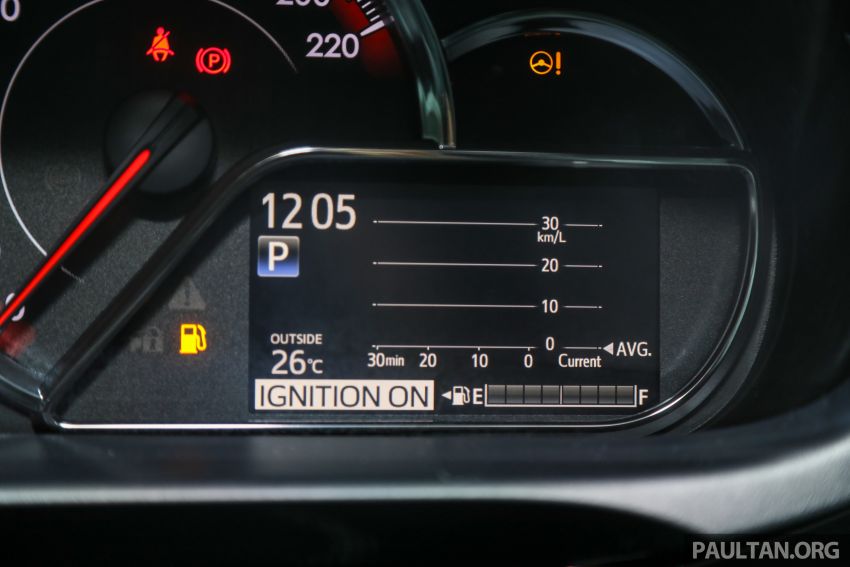 220
P
12 05
P
30
km/L
20
10
0
30min 20 10 0 Current
AVG.
OUTSIDE
26°C
IGNITION ON
E F
PAULTAN.ORG